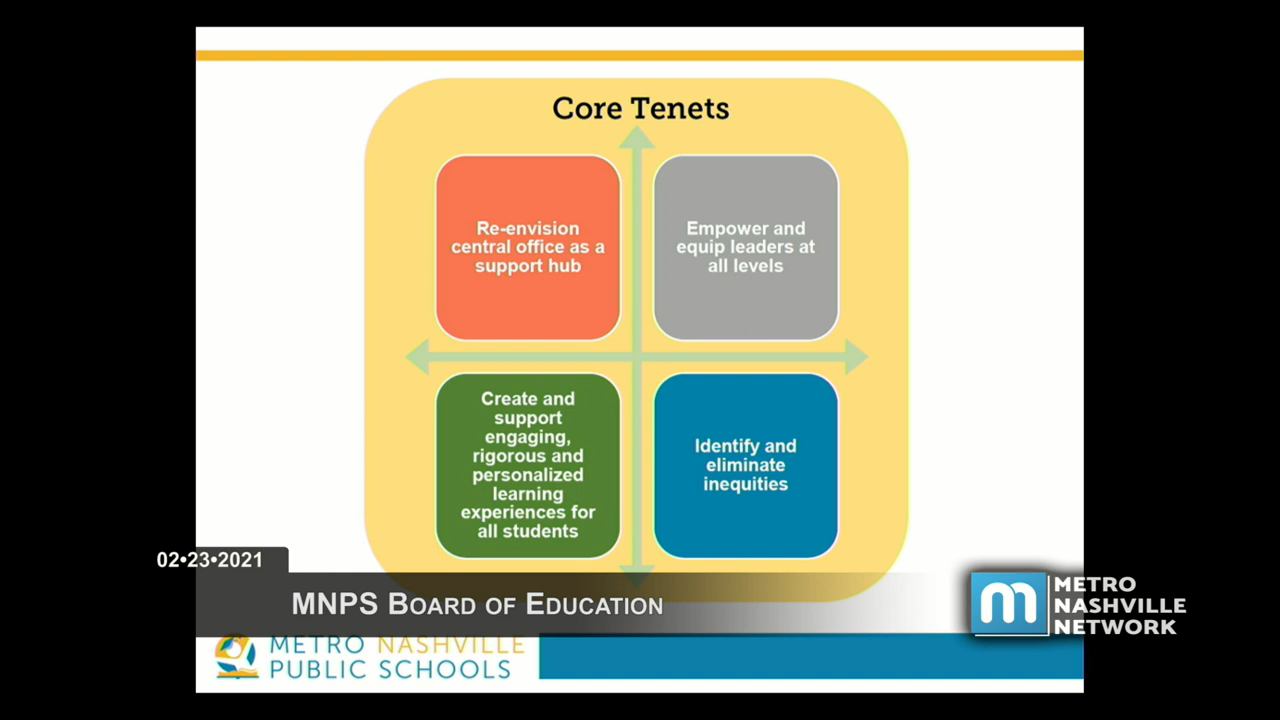 Core Tenets
Re-envision
central office as a
support hub
Empower and
equip leaders at
all levels
Create and
support
engaging,
rigorous and
personalized
learning
experiences for
all students
Identify and
eliminate
inequities
02•23•2021
MNPS BOARD OF EDUCATION
METRO NASHVILLE
PUBLIC SCHOOLS
m
METRO
NASHVILLE
NETWORK